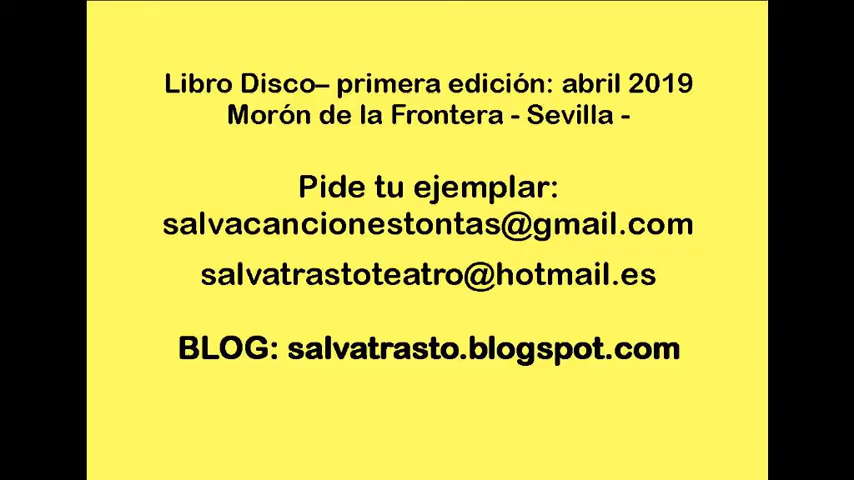 Libro Disco– primera edición: abril 2019
Morón de la Frontera - Sevilla -
Pide tu ejemplar:
salvacancionestontas@gmail.com
salvatrastoteatro@hotmail.es
BLOG: salvatrasto.blogspot.com